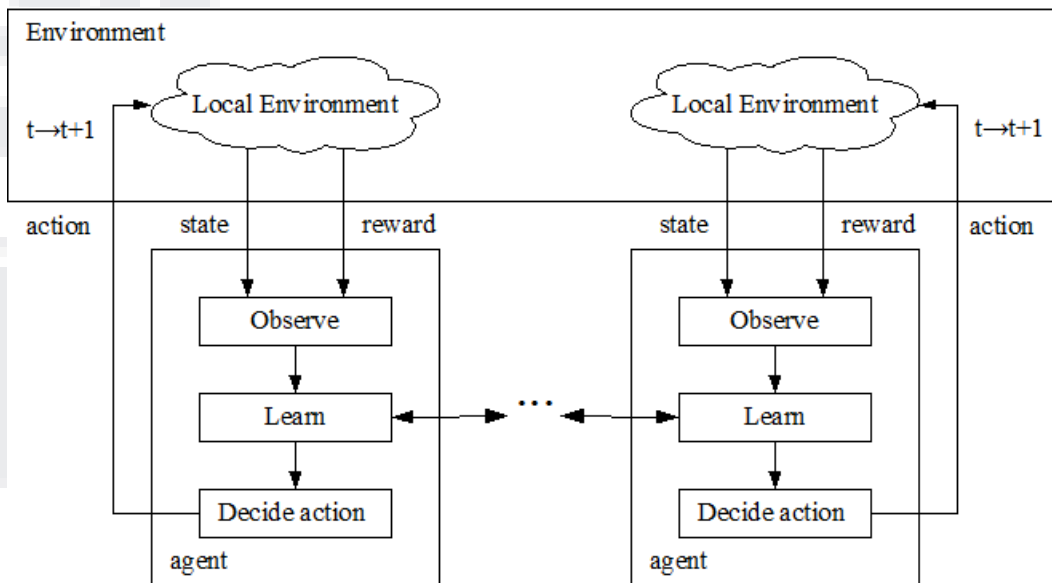 Environment
Local Environment
Local Environment
t→t+1
t→t+1
action
state
reward
state
reward
action
Observe
Observe
Learn
...
Learn
Decide action
Decide action
agent
agent